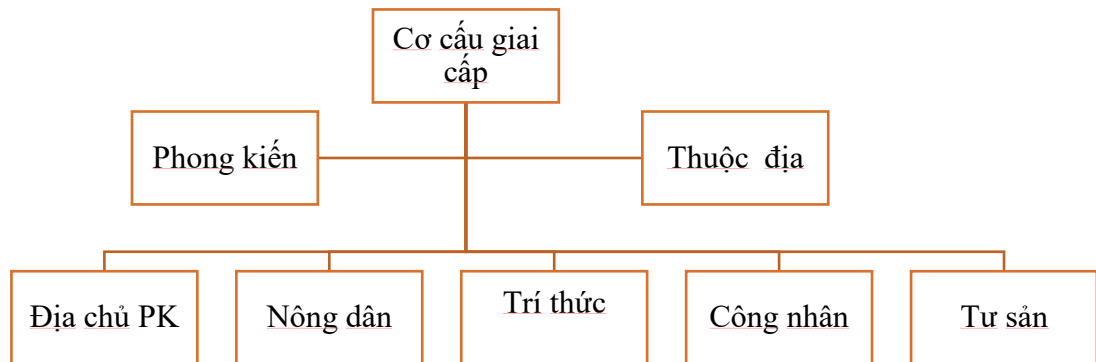 Cơ cấu giai
cấp
Phong kiến
Thuộc địa
Địa chủ PK
Nông dân
Trí thức
Công nhân
Tư sản